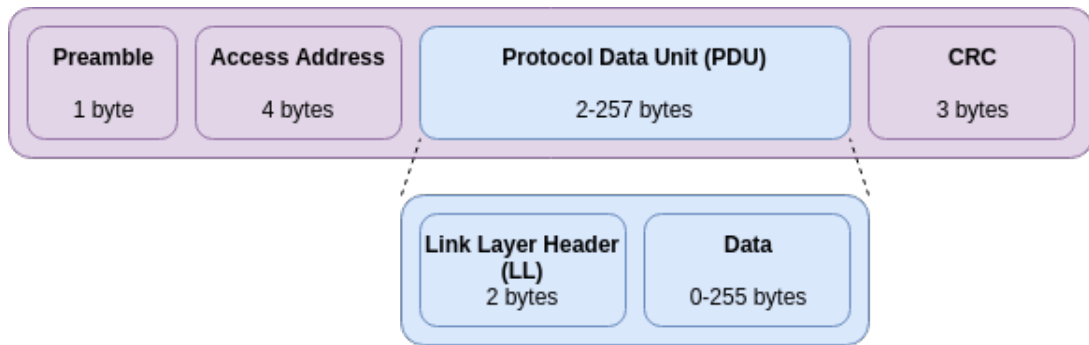 Preamble
1 byte
Access Address
4 bytes
Protocol Data Unit (PDU)
2-257 bytes
CRC
3 bytes
Link Layer Header
(LL)
2 bytes
Data
0-255 bytes